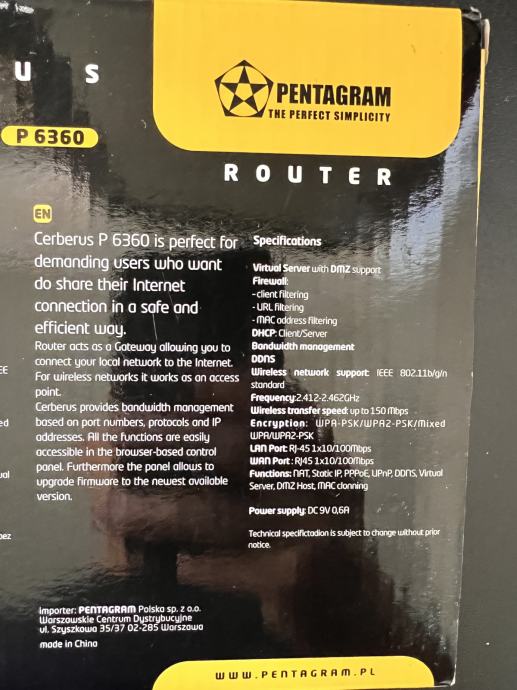 U S
P 6360
PENTAGRAM
THE PERFECT SIMPLICITY
ROUTER
EN
Cerberus P 6360 is perfect for
demanding users who want
do share their Internet
connection in a safe and
efficient way.
Router acts as a Gateway allowing you to
connect your local network to the Internet.
For wireless networks it works as an access
point.
Cerberus provides bandwidth management
based on port numbers, protocols and IP
addresses. All the functions are easily
accessible in the browser-based control
panel. Furthermore the panel allows to
upgrade firmware to the newest available
version.
Specifications
Virtual Server with DMZ support
Firewall:
- client filtering
- URL filtering
- MAC address filtering
DHCP: Client/Server
Bandwidth management
DDNS
Wireless network support: IEEE 802.11b/g/n
standard
Frequency:2.412-2.462GHz
Wireless transfer speed: up to 150 Mbps
Encryption: WPA-PSK/WPA2-PSK/Mixed
WPA/WPA2-PSK
LAN Port: RJ-45 1x10/100Mbps
WAN Port : RJ45 1x10/100Mbps
Functions: NAT, Static IP, PPPoE, UPnP, DDNS, Virtual
Server, DMZ Host, MAC clonning
Power supply: DC 9V 0,6A
Technical specifictadion is subject to change without prior
notice.
Importer: PENTAGRAM Polska sp. z o.o.
Warszawskie Centrum Dystrybucyjne
ul. Szyszkowa 35/37 02-285 Warszawa
made in China
WWW.PENTAGRAM.PL